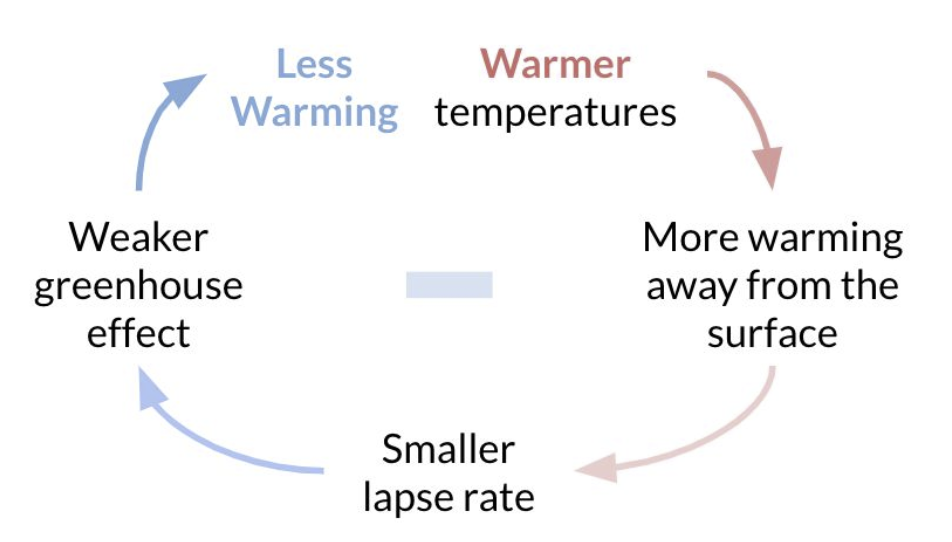 Less
Warming
Warmer
temperatures
More warming
away from the
surface
Smaller
lapse rate
Weaker
greenhouse
effect